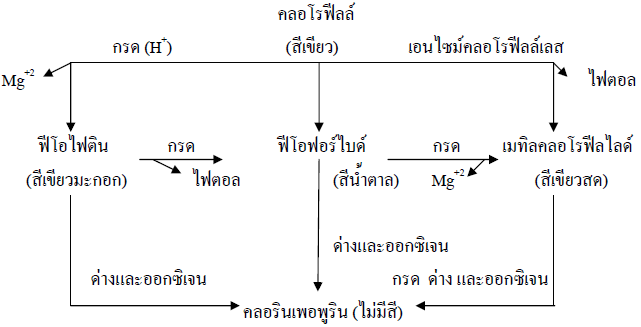 คลอโรฟีลล์
กรด (H+) (สีเขียว) เอนไซม์คลอโรฟีลล์เลส
Mg+2 ไฟตอล
ฟีโอไฟติน กรด ฟีโอฟอร์ไบด์ กรด เมทิลคลอโรฟีลไลด์
(สีเขียวมะกอก) ไฟตอล (สีน้ำตาล) Mg+2 (สีเขียวสด)
ด่างและออกซิเจน
ด่างและออกซิเจน กรด ด่าง และออกซิเจน
คลอรินเพอพูริน (ไม่มีสี)